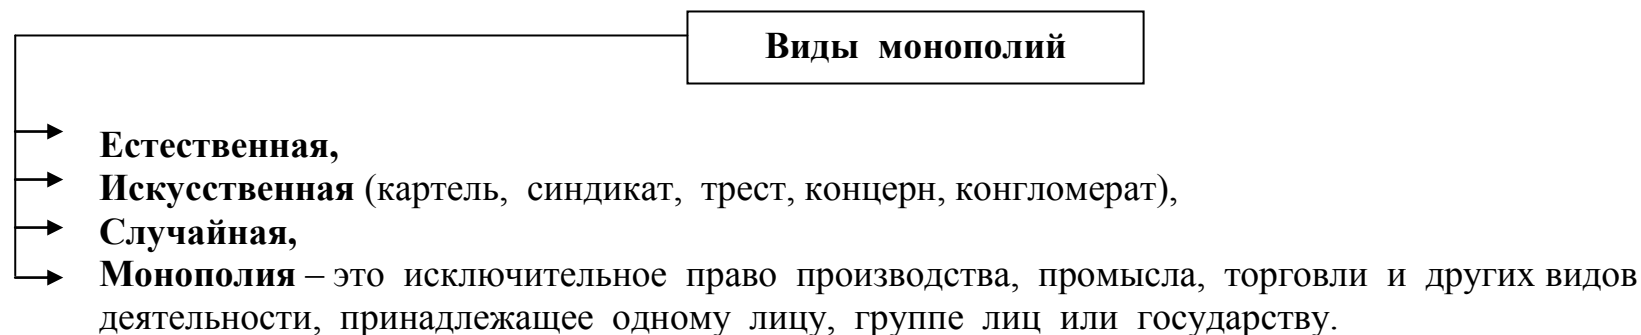 Виды монополий
Естественная,
Искусственная (картель, синдикат, трест, концерн, конгломерат),
Случайная,
Монополия – это исключительное право производства, промысла, торговли и других видов
деятельности, принадлежащее одному лицу, группе лиц или государству.